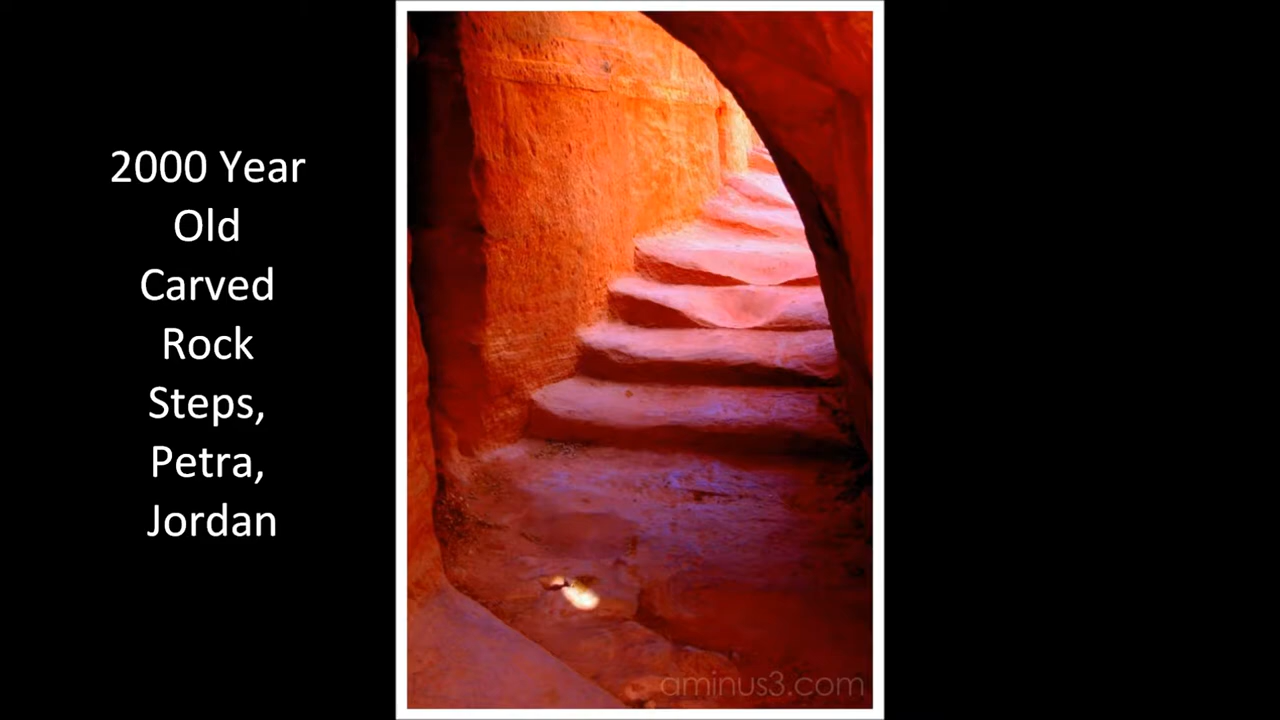 2000 Year
Old
Carved
Rock
Steps,
Petra,
Jordan
aminus3.com